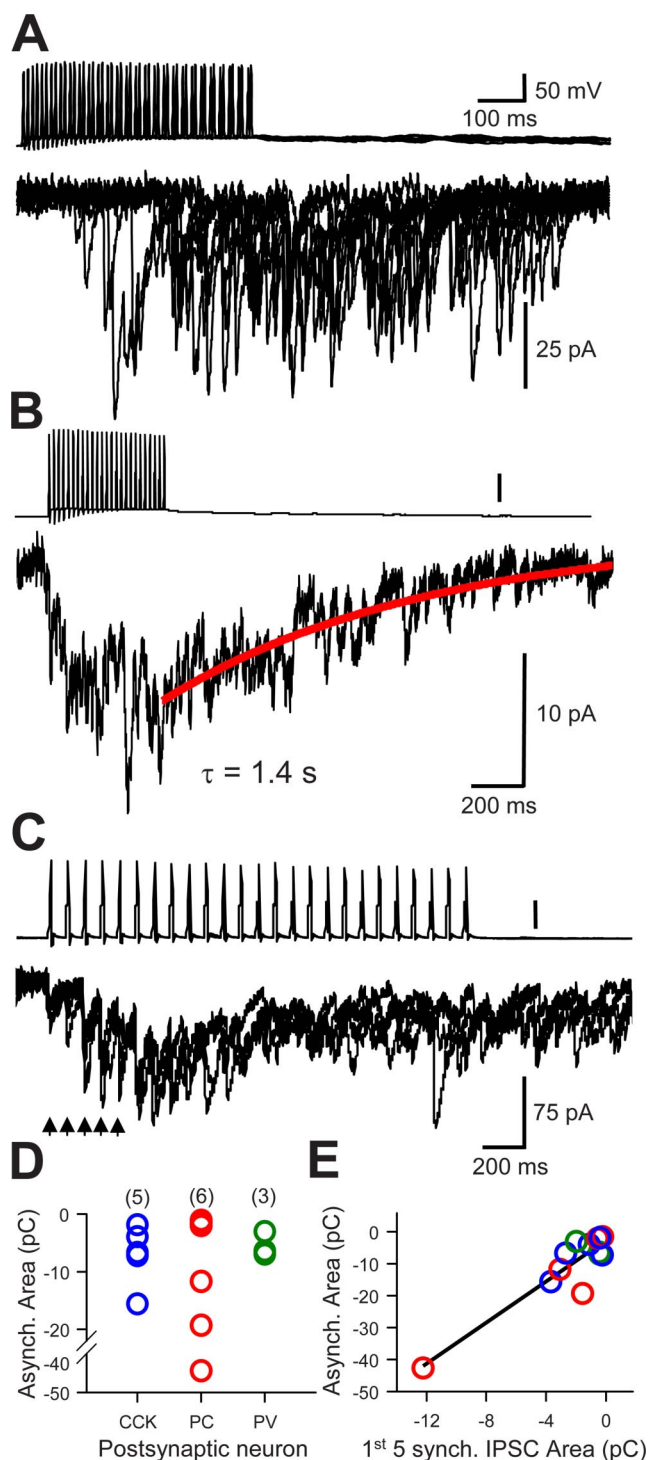 A
50 mV
100 ms
25 pA
B
10 pA
τ = 1.4 s
200 ms
C
75 pA
200 ms
D
(5) (6) (3)
Asynch. Area (pC)
0
-10
-20
-40
-50
CCK PC PV
Postsynaptic neuron
E
Asynch. Area (pC)
0
-10
-20
-30
-40
-50
-12 -8 -4 0
1st 5 synch. IPSC Area (pC)